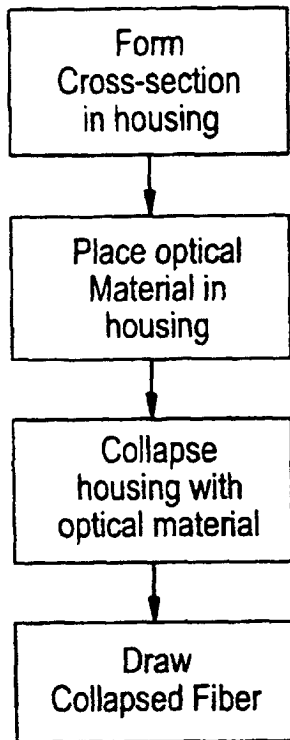 Form
Cross-section
in housing
Place optical
Material in
housing
Collapse
housing with
optical material
Draw
Collapsed Fiber